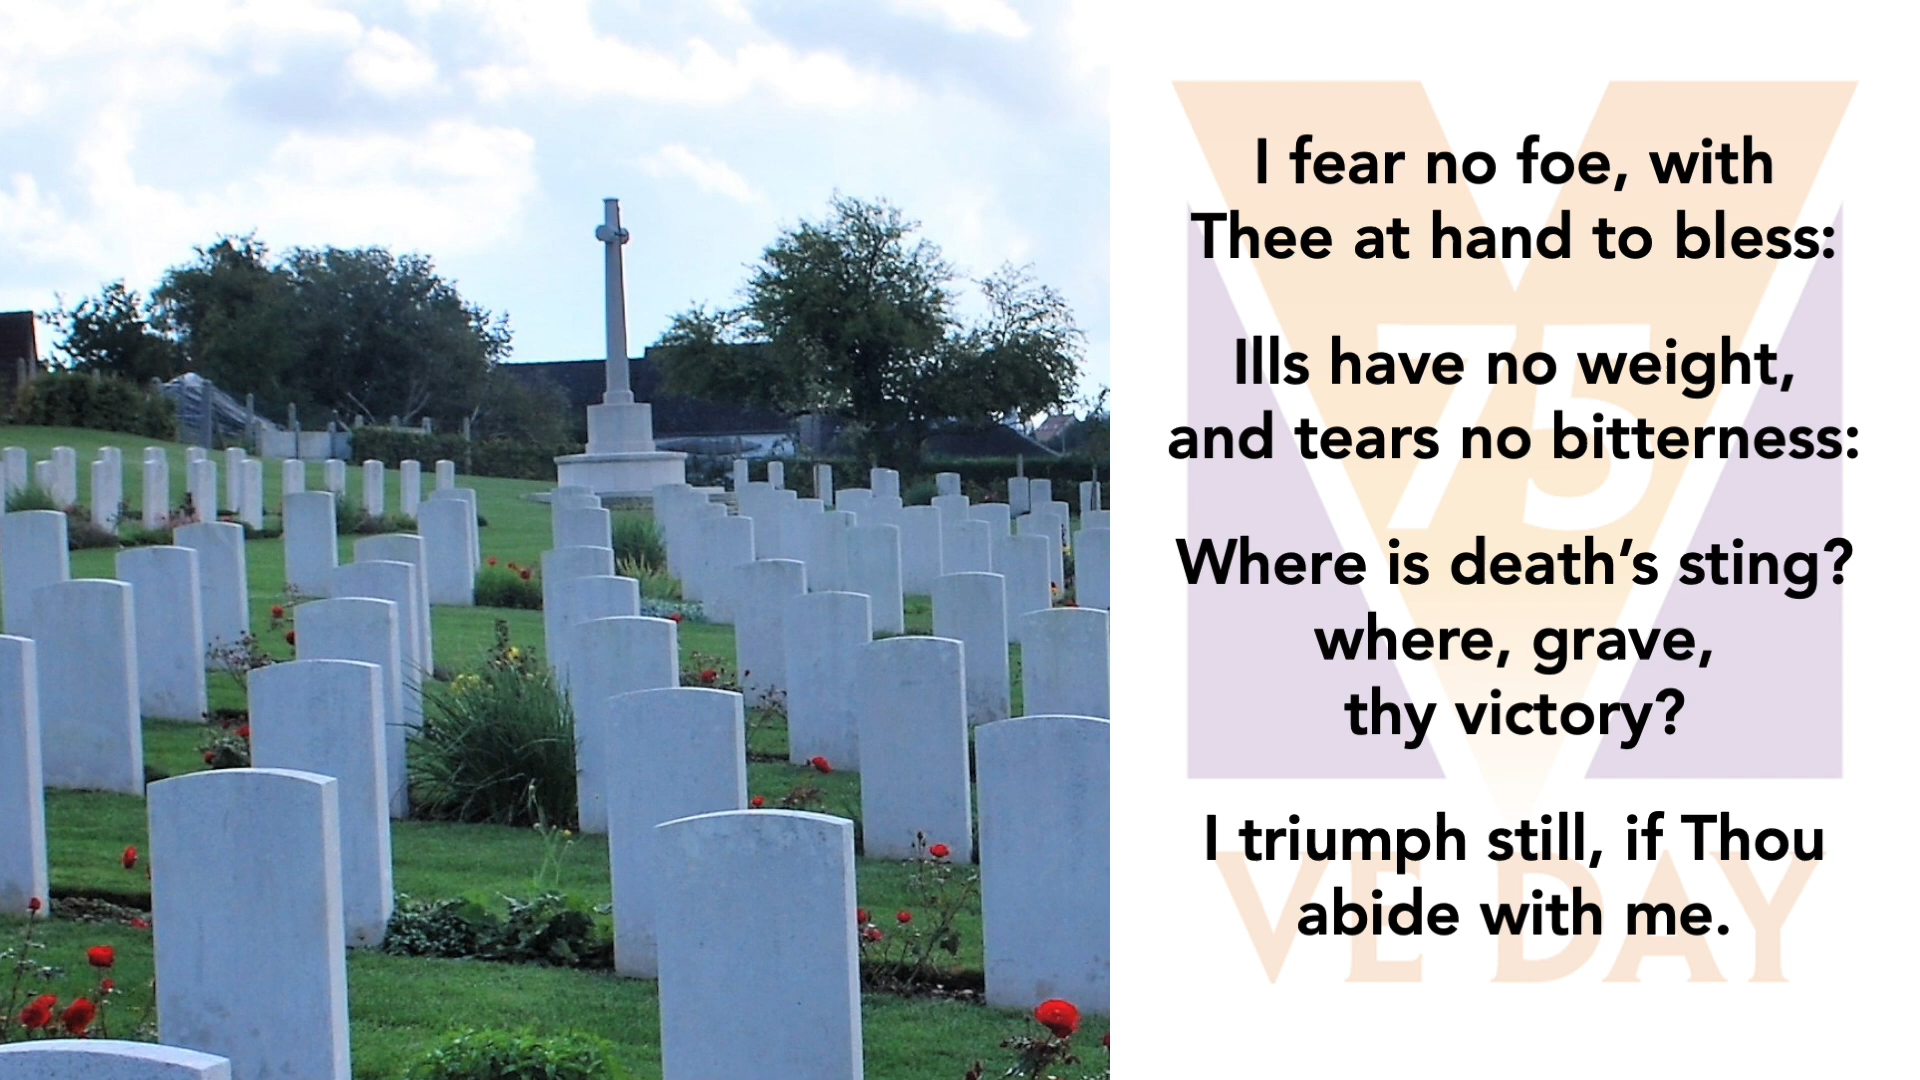 I fear no foe, with
Thee at hand to bless:
Ills have no weight,
and tears no bitterness:
Where is death’s sting?
where, grave,
thy victory?
I triumph still, if Thou
abide with me.
75
VE DAY